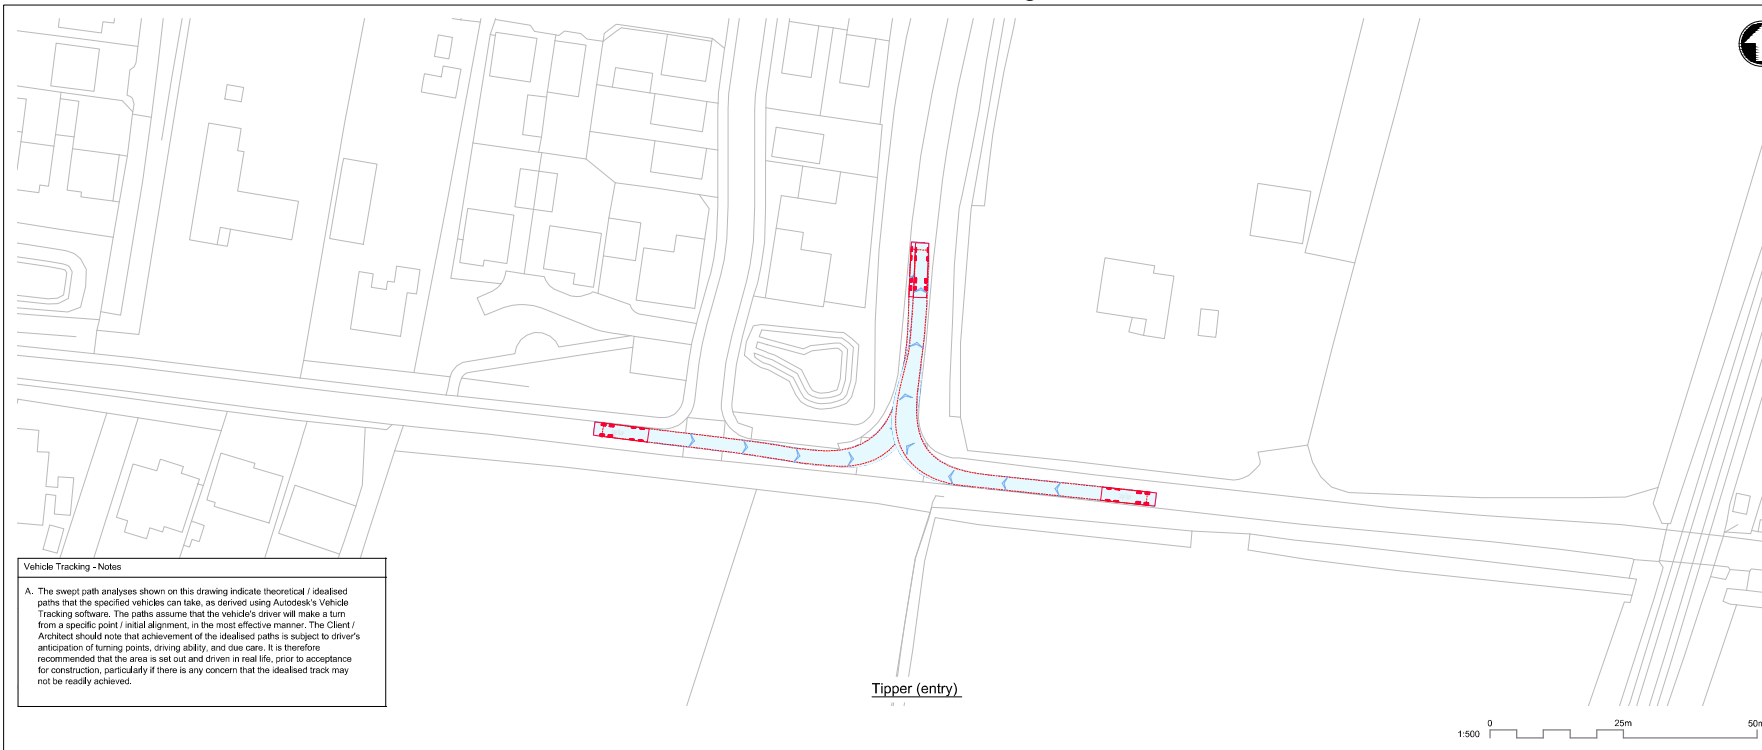 Vehicle Tracking - Notes
A. The swept path analyses shown on this drawing indicate theoretical / idealised
paths that the specified vehicles can take, as derived using Autodesk's Vehicle
Tracking software. The paths assume that the vehicle's driver will make a turn
from a specific point / initial alignment, in the most effective manner. The Client /
Architect should note that achievement of the idealised paths is subject to driver's
anticipation of turning points, driving ability, and due care. It is therefore
recommended that the area is set out and driven in real life, prior to acceptance
for construction, particularly if there is any concern that the idealised track may
not be readily achieved.
Tipper (entry)
1:500
0
25m
50m